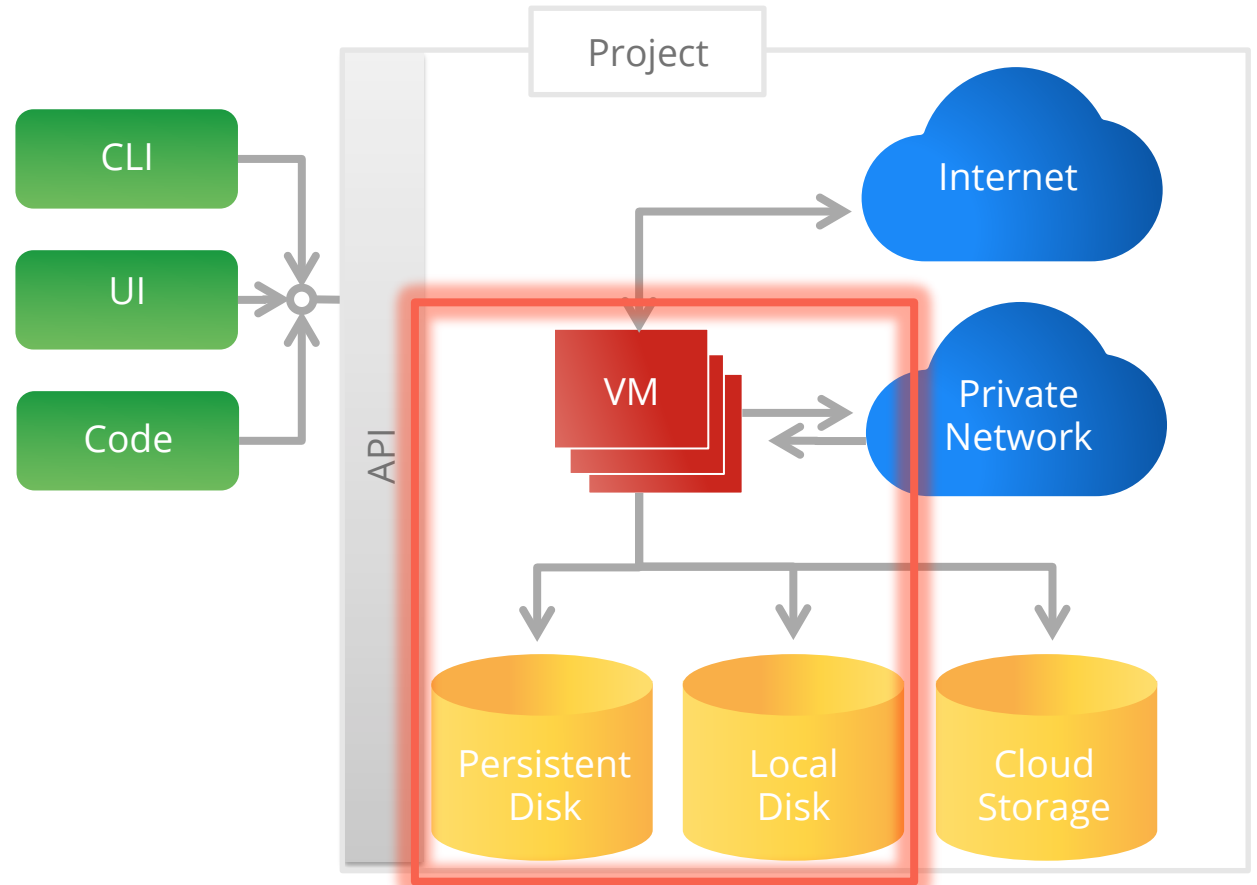 Project
CLI
UI
Code
API
Internet
VM
Private
Network
Persistent
Disk
Local
Disk
Cloud
Storage